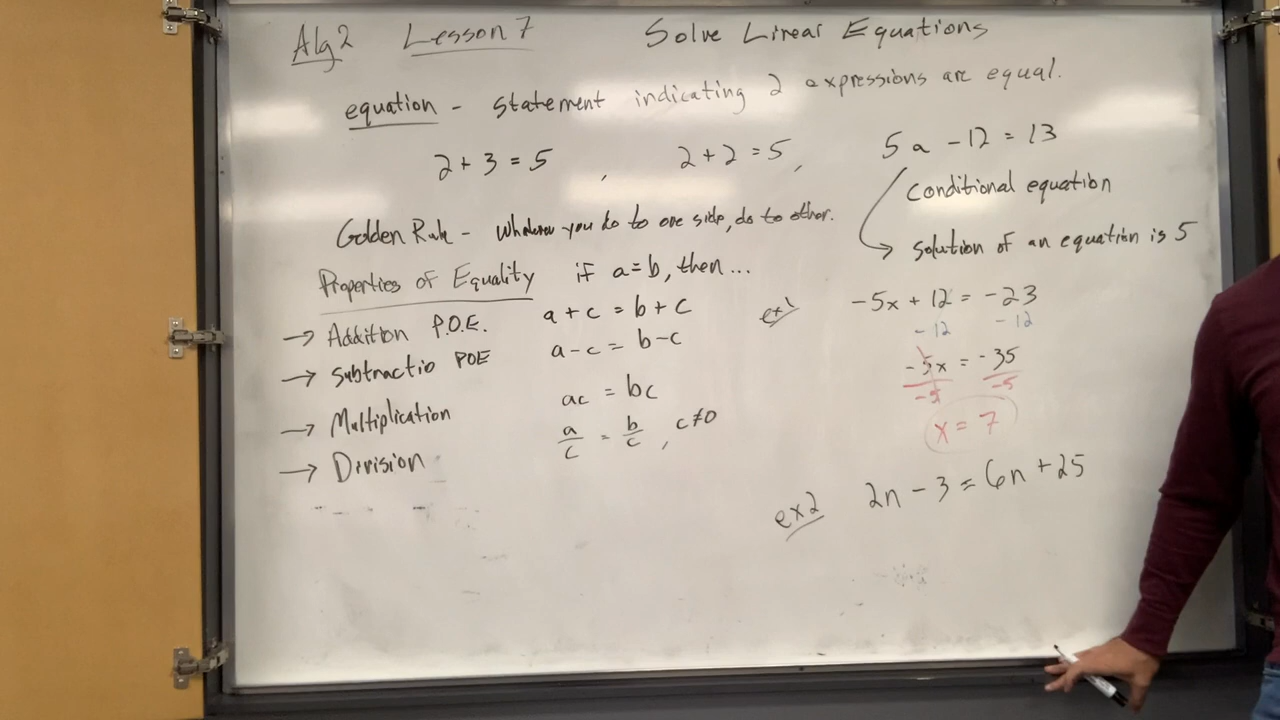 Alg2 Lesson 7 Solve Linear Equations
equation - statement indicating 2 expressions are equal.
2 + 3 = 5 , 2 + 2 = 5 , 5a - 12 = 13
conditional equation
solution of an equation is 5
Golden Rule - Whatever you do to one side, do to other.
Properties of Equality if a = b, then ...
→ Addition P.O.E. a + c = b + c
→ Subtractio POE a - c = b - c
→ Multiplication ac = bc
→ Division a/c = b/c , c≠0
ex1 -5x + 12 = -23
-12 -12
-5x = -35
-5 -5
x = 7
ex2 2n - 3 = 6n + 25